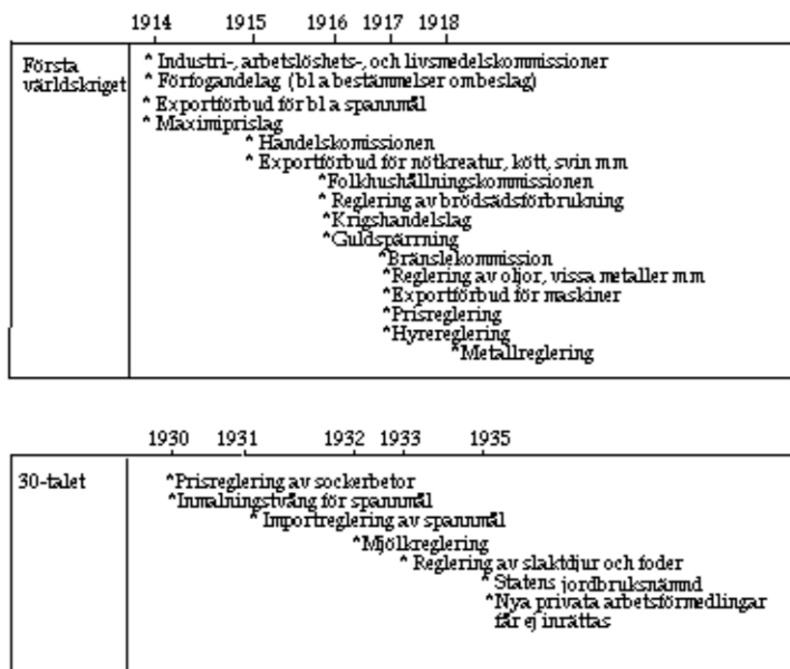 1914 1915 1916 1917 1918
Första
världskriget
* Industri-, arbetslöshets-, och livsmedelskommissioner
* Förfogandelag (bl a bestämmelser om beslag)
* Exportförbud för bl a spannmål
* Maximiprislag
* Handelskomissionen
* Exportförbud för nötkreatur, kött, svin m m
*Folkhushållningskommissionen
* Reglering av brödsädsförbrukning
*Krigshandelslag
*Guldspärrning
*Bränslekommission
*Reglering av oljor, vissa metaller m m
*Exportförbud för maskiner
*Prisreglering
*Hyrereglering
*Metallreglering
1930 1931 1932 1933 1935
30-talet
*Prisreglering av sockerbetor
*Inmalningstvång för spannmål
* Importreglering av spannmål
*Mjölkreglering
* Reglering av slaktdjur och foder
*Statens jordbruksnämnd
*Nya privata arbetsförmedlingar
får ej inrättas